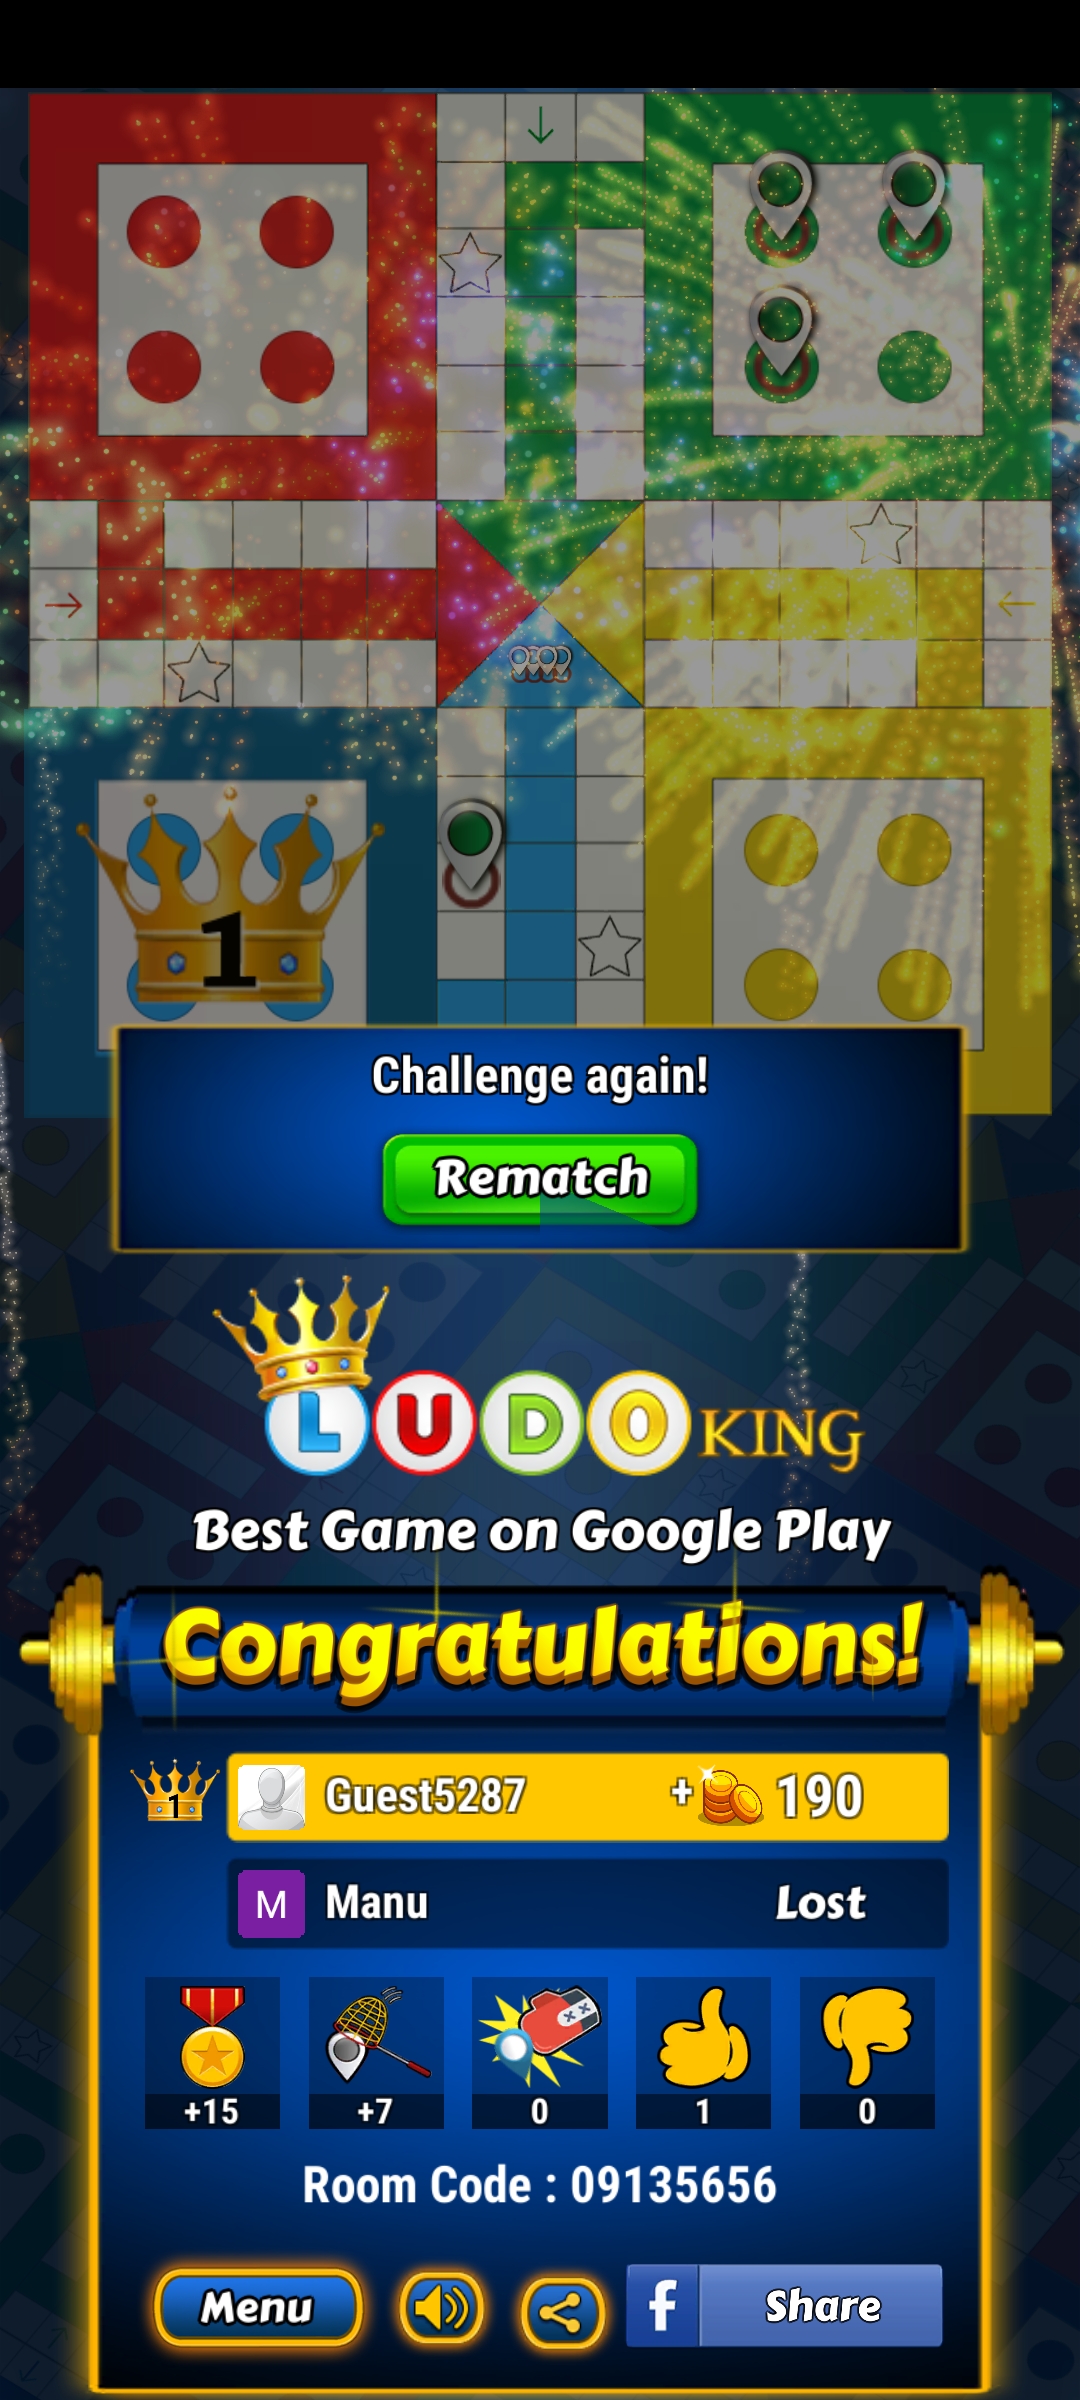 1
Challenge again!
Rematch
LUDO KING
Best Game on Google Play
Congratulations!
1 Guest5287 + 190
M Manu Lost
+15 +7 0 1 0
Room Code : 09135656
Menu f Share